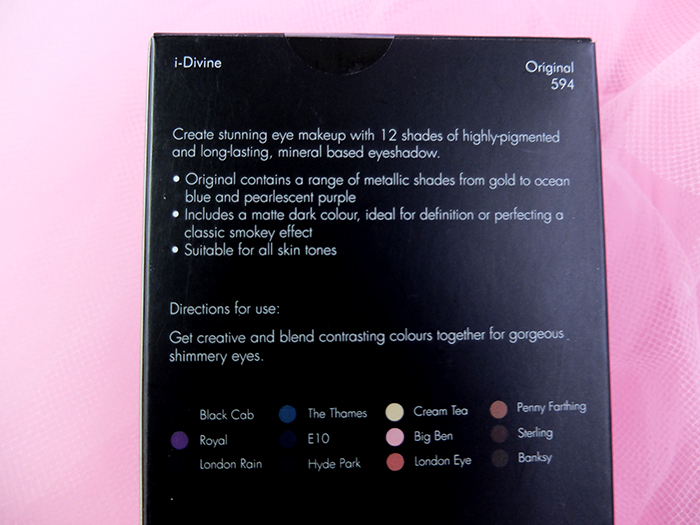 i-Divine
Original
594
Create stunning eye makeup with 12 shades of highly-pigmented
and long-lasting, mineral based eyeshadow.
• Original contains a range of metallic shades from gold to ocean
blue and pearlescent purple
• Includes a matte dark colour, ideal for definition or perfecting a
classic smokey effect
• Suitable for all skin tones
Directions for use:
Get creative and blend contrasting colours together for gorgeous
shimmery eyes.
Black Cab The Thames Cream Tea Penny Farthing
Royal E10 Big Ben Sterling
London Rain Hyde Park London Eye Banksy